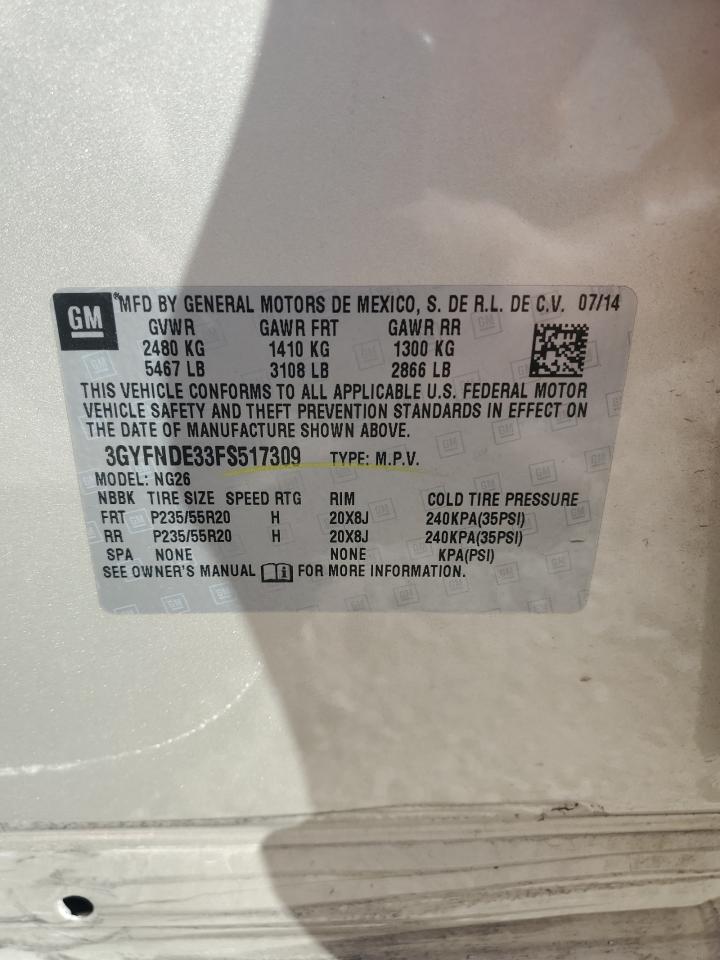 GM *MFD BY GENERAL MOTORS DE MEXICO, S. DE R.L. DE C.V. 07/14
GVWR GAWR FRT GAWR RR
2480 KG 1410 KG 1300 KG
5467 LB 3108 LB 2866 LB
THIS VEHICLE CONFORMS TO ALL APPLICABLE U.S. FEDERAL MOTOR
VEHICLE SAFETY AND THEFT PREVENTION STANDARDS IN EFFECT ON
THE DATE OF MANUFACTURE SHOWN ABOVE.
3GYFNDE33FS517309 TYPE: M.P.V.
MODEL: NG26
NBBK TIRE SIZE SPEED RTG RIM COLD TIRE PRESSURE
FRT P235/55R20 H 20X8J 240KPA(35PSI)
RR P235/55R20 H 20X8J 240KPA(35PSI)
SPA NONE NONE KPA(PSI)
SEE OWNER'S MANUAL FOR MORE INFORMATION.